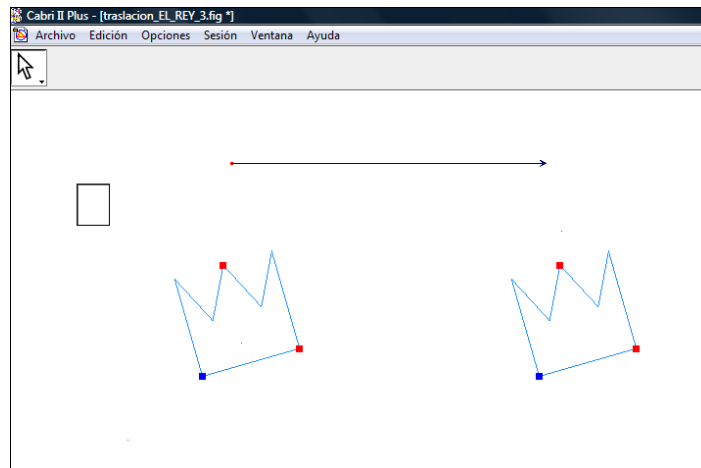 Cabri II Plus - [traslacion_EL_REY_3.fig *]
Archivo Edición Opciones Sesión Ventana Ayuda